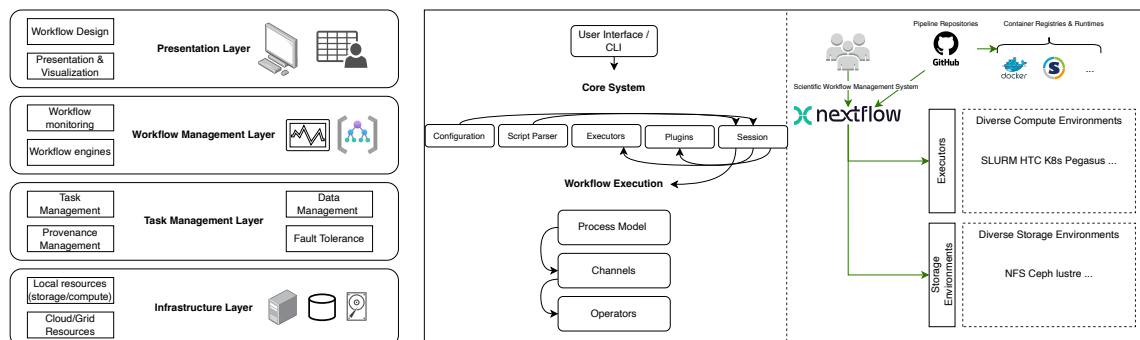 Workflow Design
Presentation &
Visualization
Presentation Layer
Workflow
monitoring
Workflow engines
Workflow Management Layer
Task
Management
Provenance
Management
Task Management Layer
Data
Management
Fault Tolerance
Local resources
(storage/compute)
Cloud/Grid
Resources
Infrastructure Layer
User Interface /
CLI
Core System
Configuration
Script Parser
Executors
Plugins
Session
Workflow Execution
Process Model
Channels
Operators
Pipeline Repositories
GitHub
Container Registries & Runtimes
docker
S
...
Scientific Workflow Management System
nextflow
Executors
Diverse Compute Environments
SLURM HTC K8s Pegasus ...
Storage
Environments
Diverse Storage Environments
NFS Ceph lustre ...